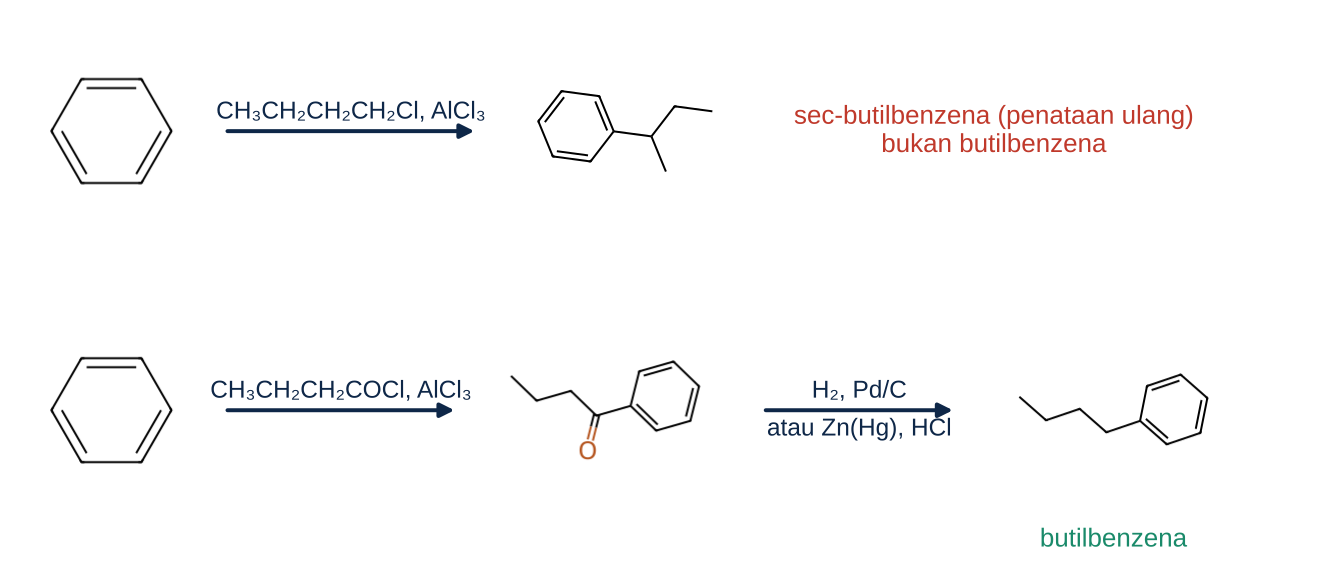 CH₃CH₂CH₂CH₂Cl, AlCl₃
sec-butilbenzena (penataan ulang)
bukan butilbenzena
CH₃CH₂CH₂COCl, AlCl₃
O
H₂, Pd/C
atau Zn(Hg), HCl
butilbenzena